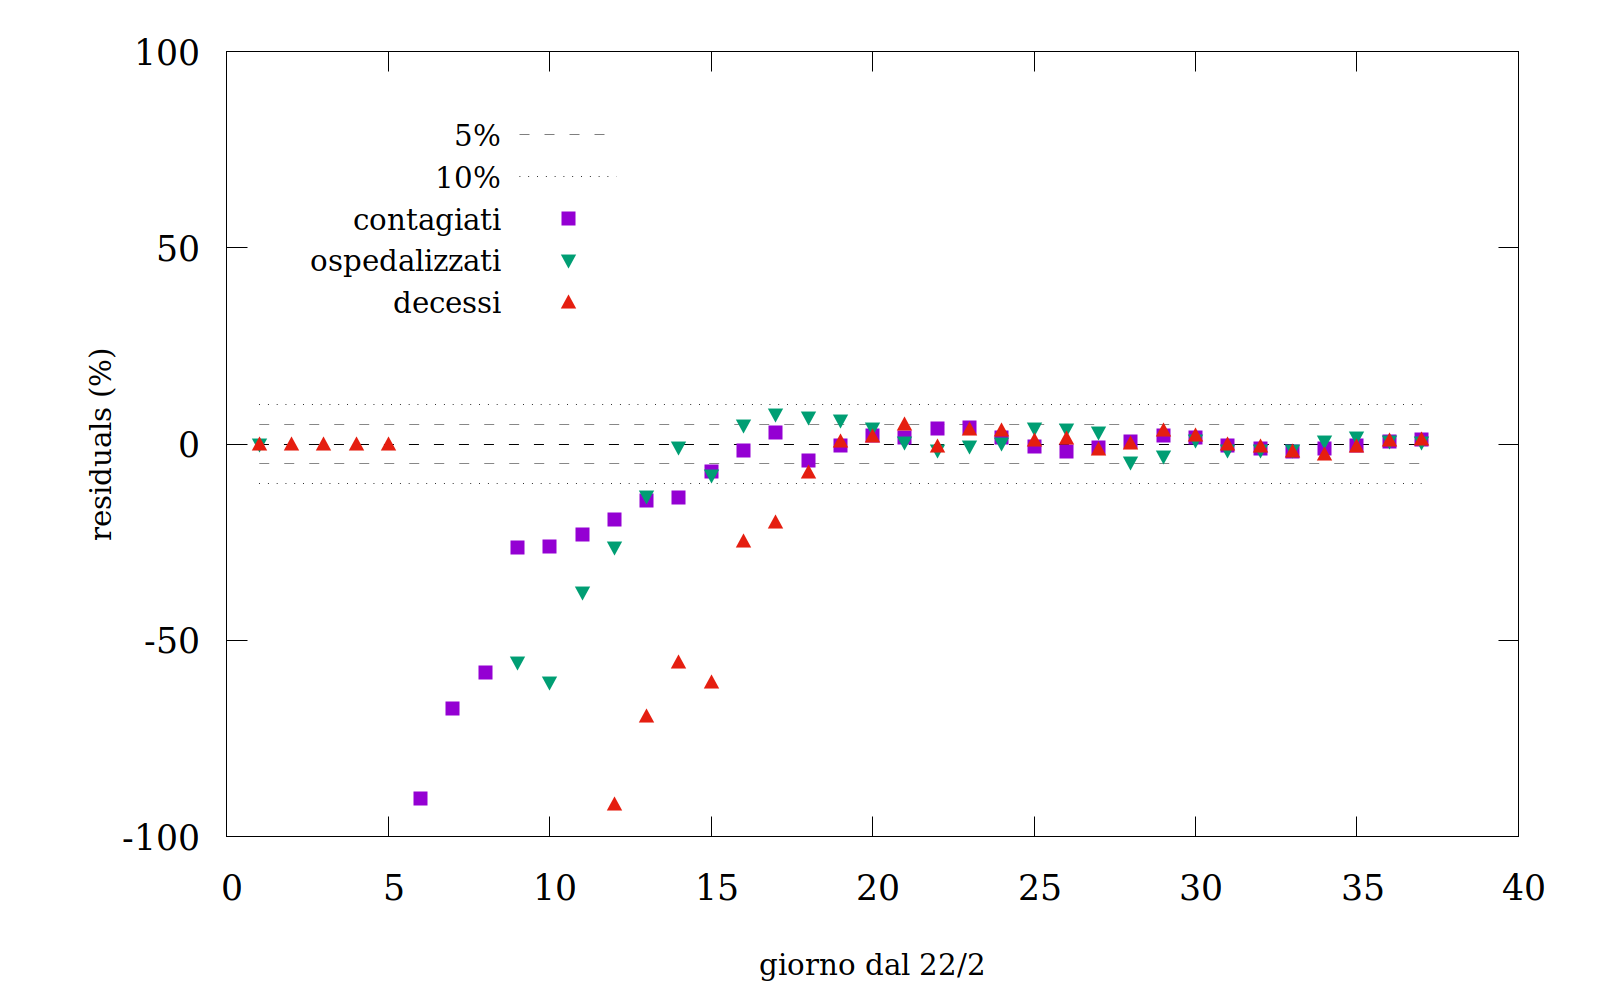 100
50
0
-50
-100
residuals (%)
5%
10%
contagiati
ospedalizzati
decessi
0 5 10 15 20 25 30 35 40
giorno dal 22/2